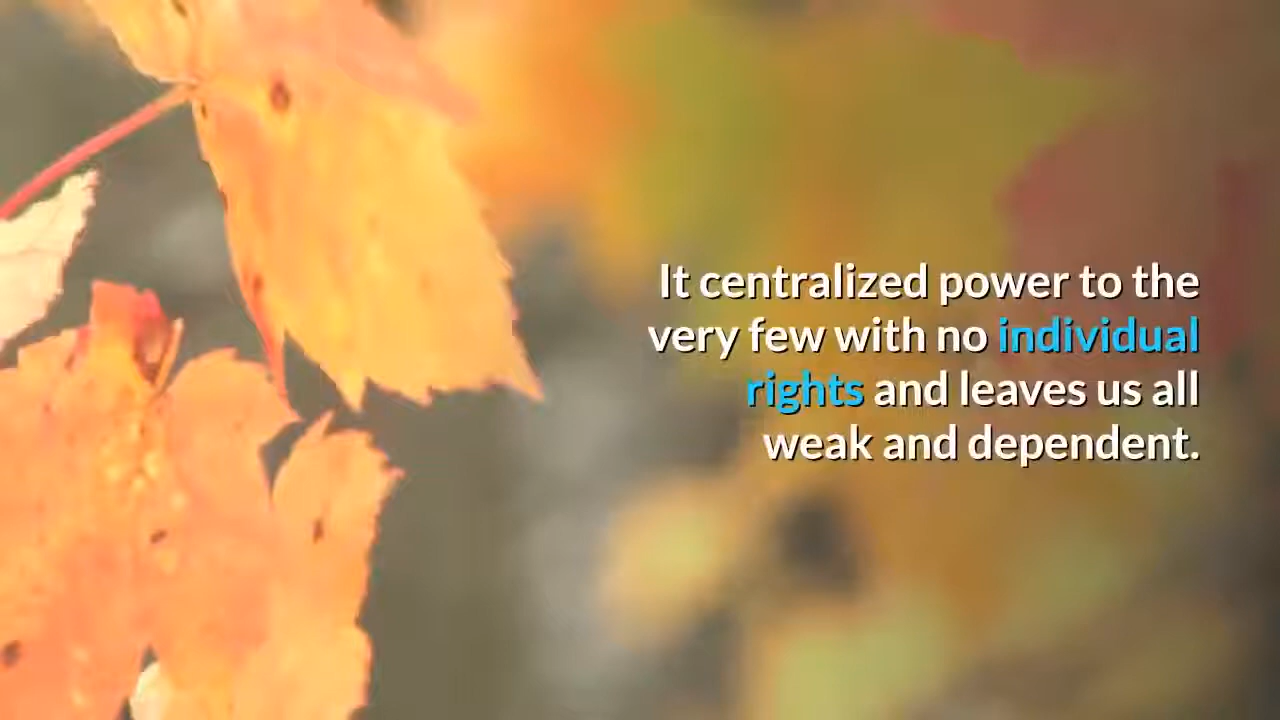 It centralized power to the
very few with no individual
rights and leaves us all
weak and dependent.